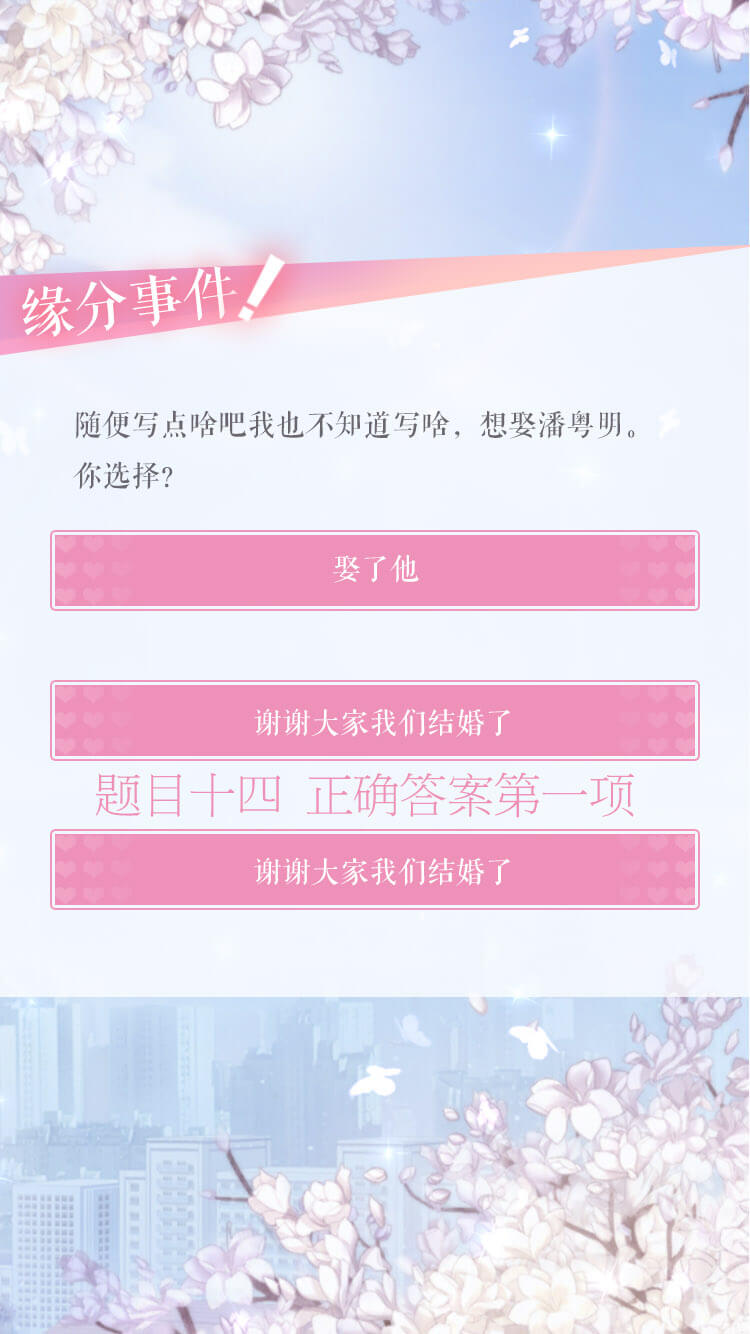 缘分事件!
随便写点啥吧我也不知道写啥，想娶潘粤明。
你选择?
娶了他
谢谢大家我们结婚了
题目十四 正确答案第一项
谢谢大家我们结婚了